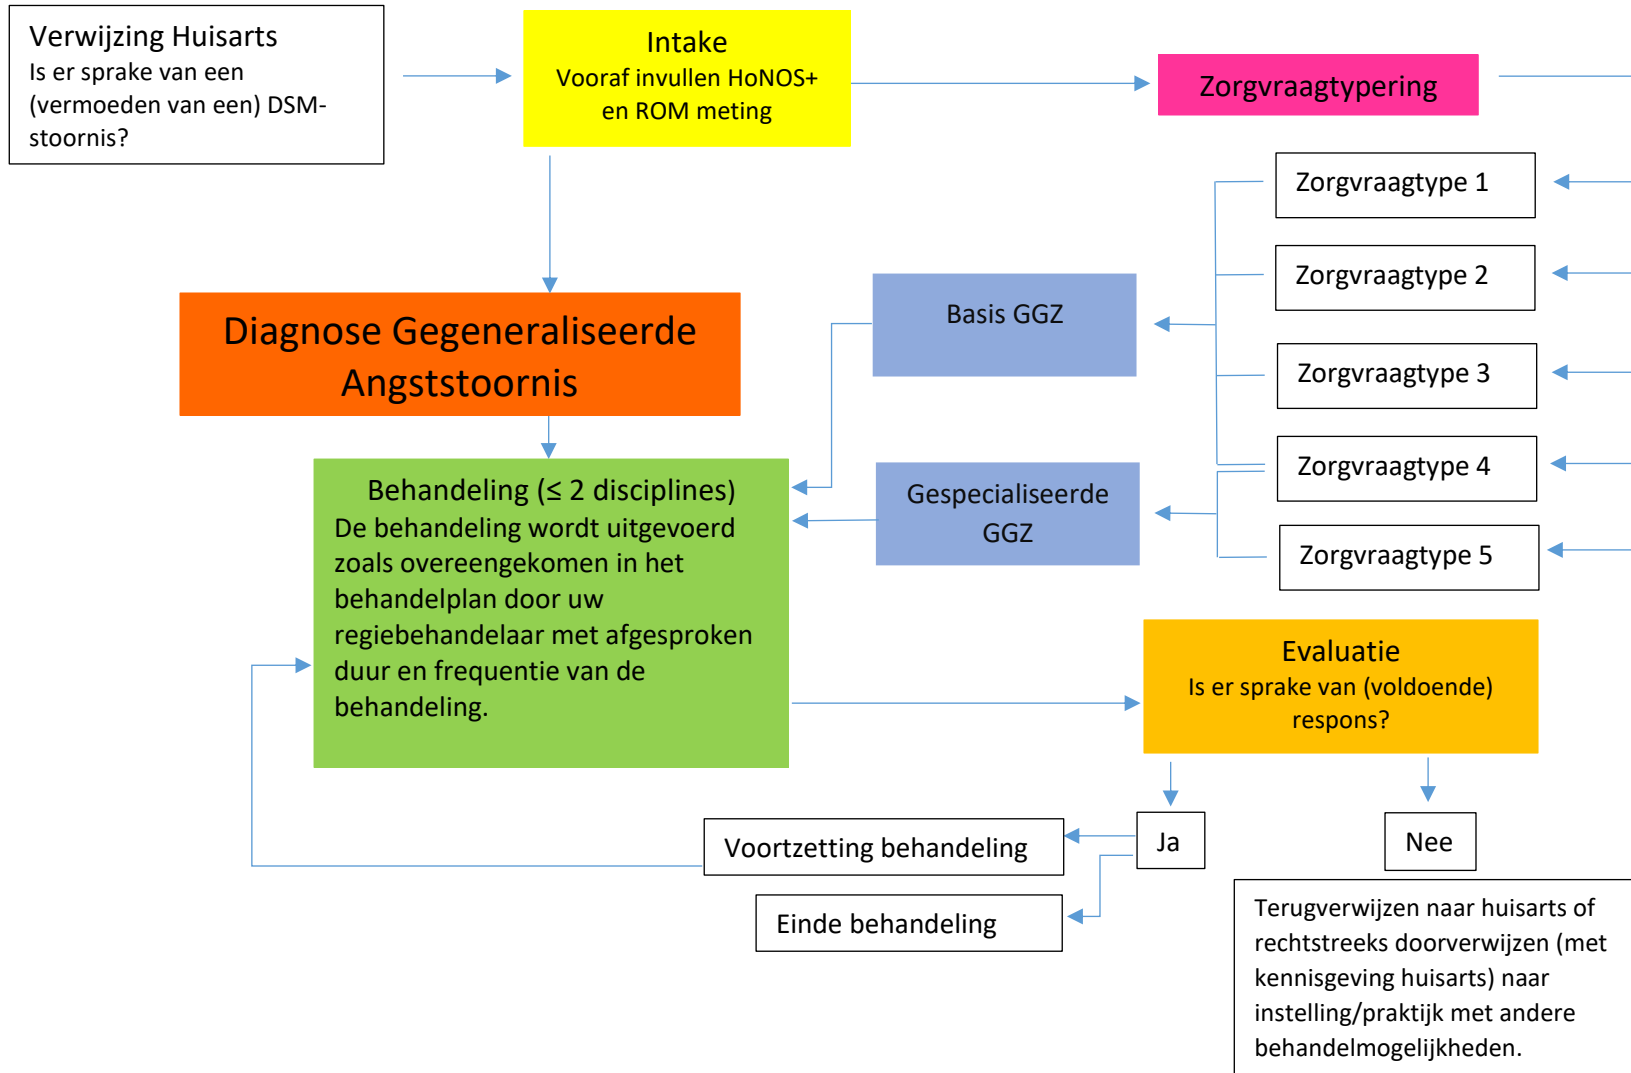 Verwijzing Huisarts
Is er sprake van een
(vermoeden van een) DSM-
stoornis?
Intake
Vooraf invullen HoNOS+
en ROM meting
Zorgvraagtypering
Zorgvraagtype 1
Zorgvraagtype 2
Zorgvraagtype 3
Zorgvraagtype 4
Zorgvraagtype 5
Basis GGZ
Gespecialiseerde
GGZ
Diagnose Gegeneraliseerde
Angststoornis
Behandeling (≤ 2 disciplines)
De behandeling wordt uitgevoerd
zoals overeengekomen in het
behandelplan door uw
regiebehandelaar met afgesproken
duur en frequentie van de
behandeling.
Evaluatie
Is er sprake van (voldoende)
respons?
Ja
Nee
Voortzetting behandeling
Einde behandeling
Terugverwijzen naar huisarts of
rechtstreeks doorverwijzen (met
kennisgeving huisarts) naar
instelling/praktijk met andere
behandelmogelijkheden.